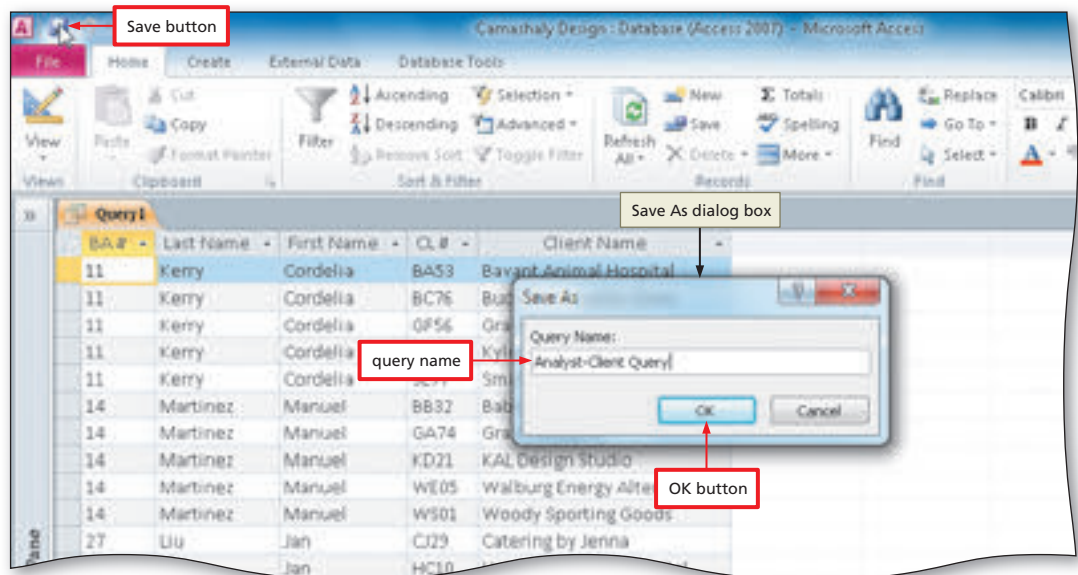 Save button
Camashaly Design : Database (Access 2007) - Microsoft Access
File Home Create External Data Database Tools
View
Paste
Cut
Copy
Format Painter
Filter
Ascending
Descending
Remove Sort
Selection
Advanced
Toggle Filter
Refresh All
New
Save
Delete
Totals
Spelling
More
Find
Replace
Go To
Select
Calibri
B I
A
Views Clipboard Sort & Filter Records Find
Save As dialog box
Query1
BA # Last Name First Name CL # Client Name
11 Kerry Cordelia BA53 Bavant Animal Hospital
11 Kerry Cordelia BC76
11 Kerry Cordelia GF56
11 Kerry Cordelia
11 Kerry Cordelia
14 Martinez Manuel BB32
14 Martinez Manuel GA74
14 Martinez Manuel KD21 KAL Design Studio
14 Martinez Manuel WE05 Walburg Energy
14 Martinez Manuel WS01 Woody Sporting Goods
27 Liu Jan CJ29 Catering by Jenna
Jan HC10
Save As
Query Name:
query name
Analyst-Client Query
OK Cancel
OK button
Pane